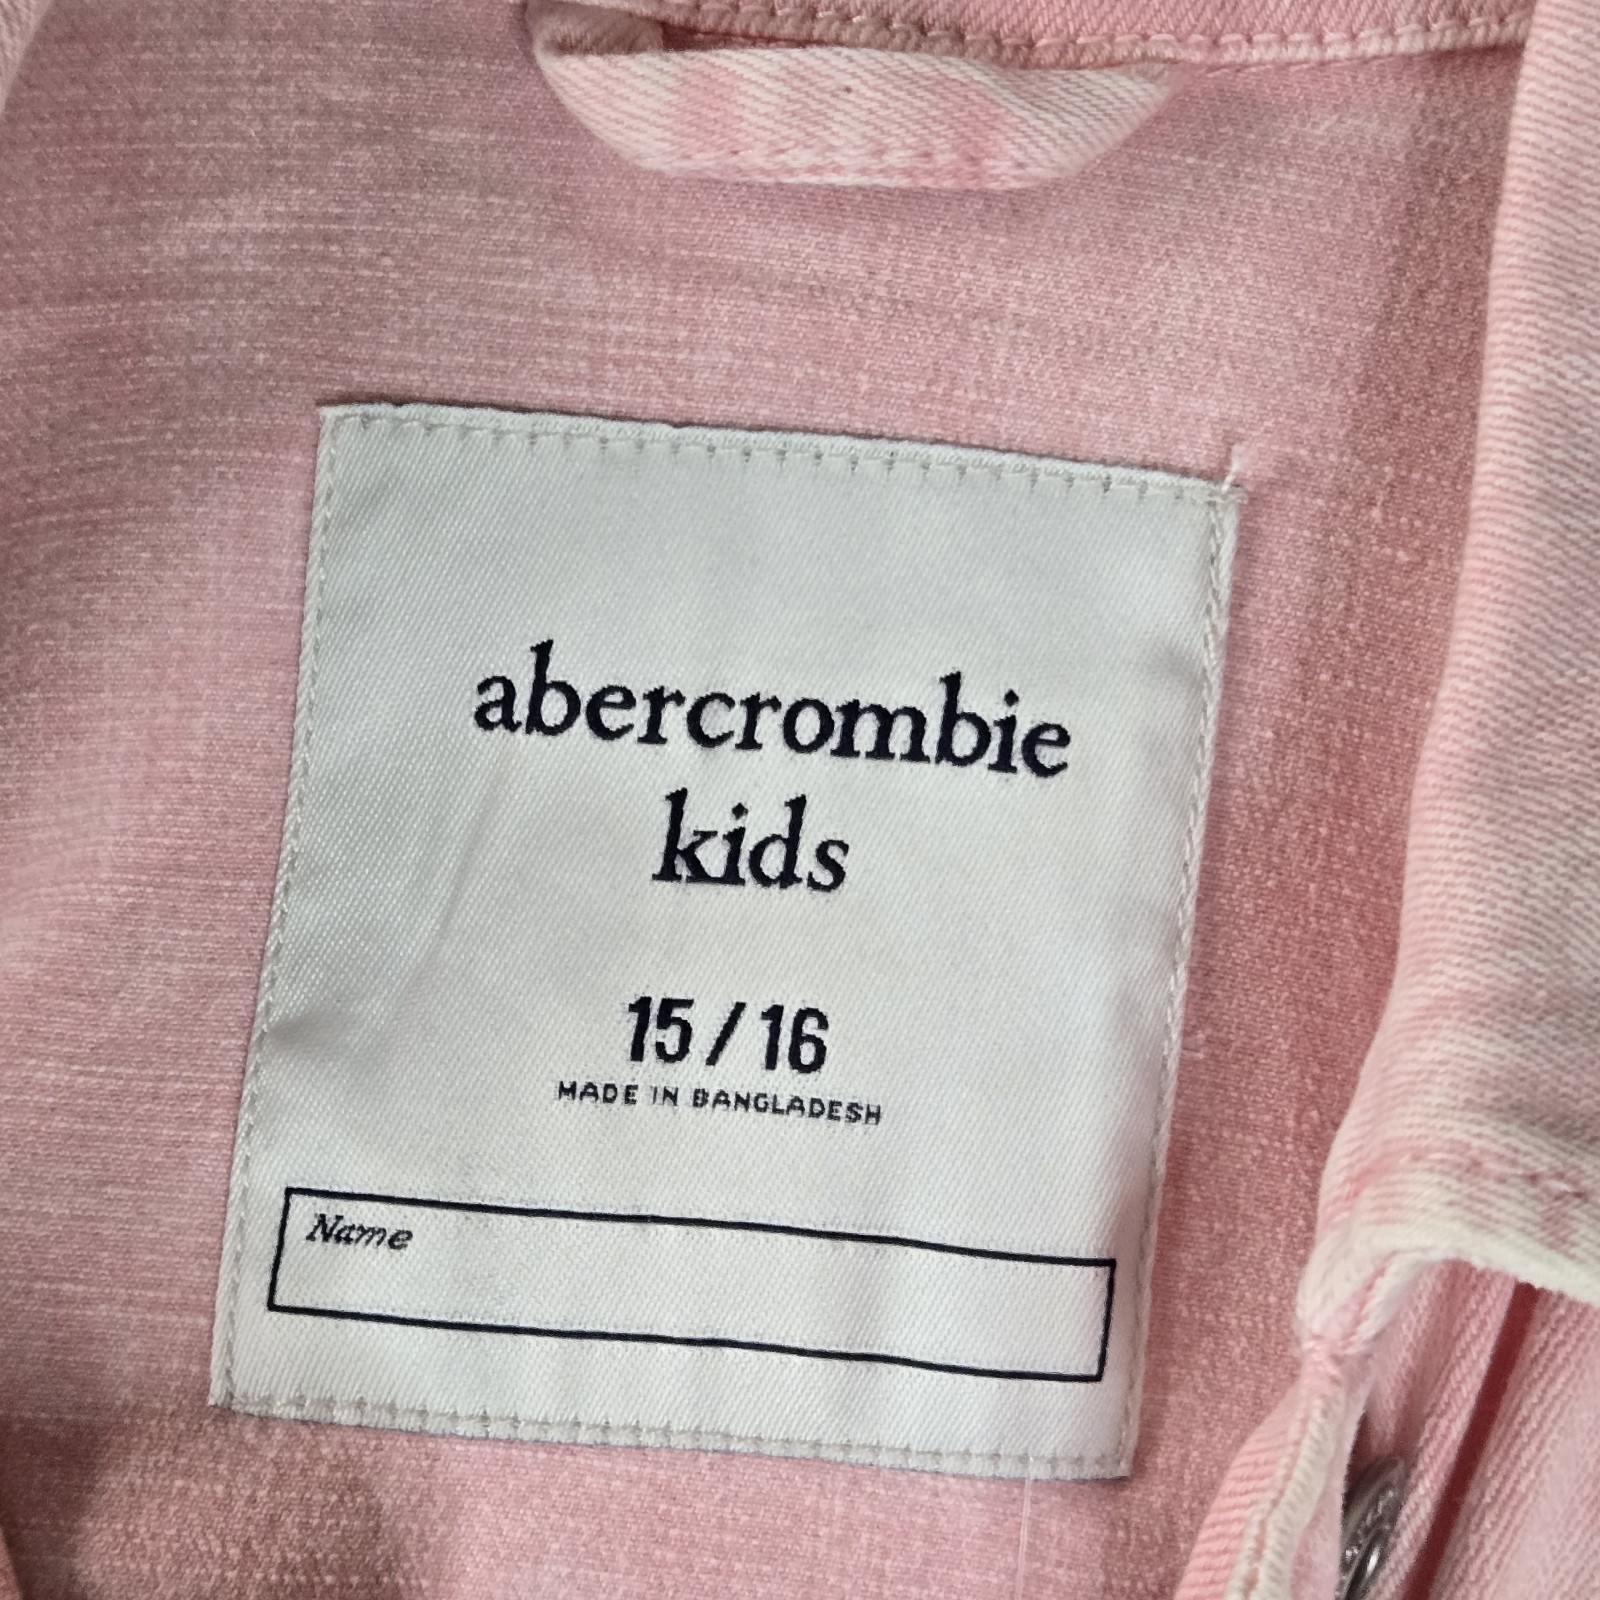 abercrombie
kids
15 / 16
MADE IN BANGLADESH
Name